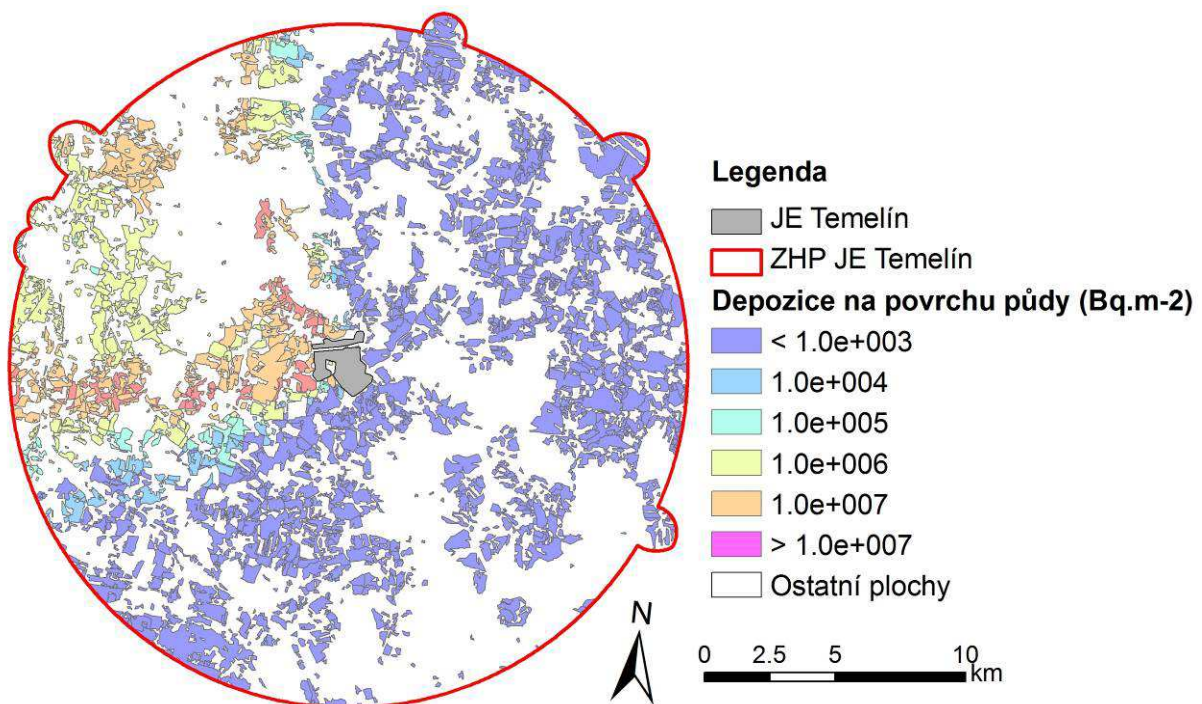 Legenda
JE Temelín
ZHP JE Temelín
Depozice na povrchu půdy (Bq.m-2)
< 1.0e+003
1.0e+004
1.0e+005
1.0e+006
1.0e+007
> 1.0e+007
Ostatní plochy
N
0 2.5 5 10
km